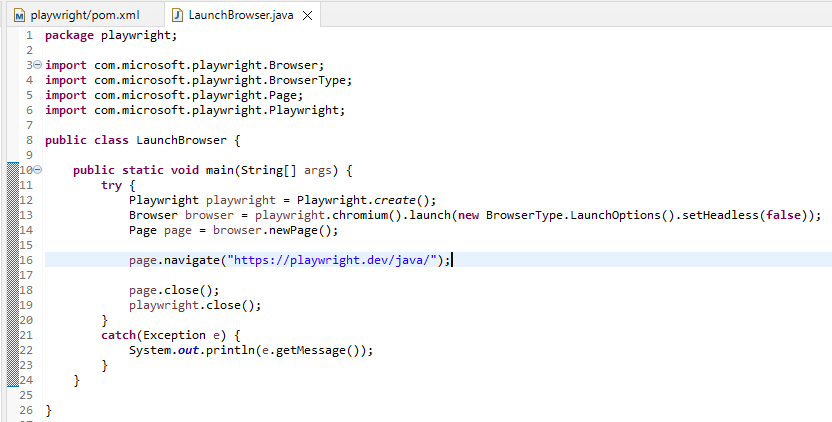 playwright/pom.xml LaunchBrowser.java
1 package playwright;
2
3 import com.microsoft.playwright.Browser;
4 import com.microsoft.playwright.BrowserType;
5 import com.microsoft.playwright.Page;
6 import com.microsoft.playwright.Playwright;
7
8 public class LaunchBrowser {
9
10 public static void main(String[] args) {
11 try {
12 Playwright playwright = Playwright.create();
13 Browser browser = playwright.chromium().launch(new BrowserType.LaunchOptions().setHeadless(false));
14 Page page = browser.newPage();
15
16 page.navigate("https://playwright.dev/java/");
17
18 page.close();
19 playwright.close();
20 }
21 catch(Exception e) {
22 System.out.println(e.getMessage());
23 }
24 }
25
26 }